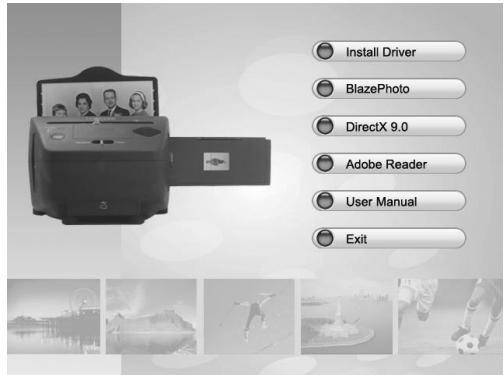 Install Driver
BlazePhoto
DirectX 9.0
Adobe Reader
User Manual
Exit